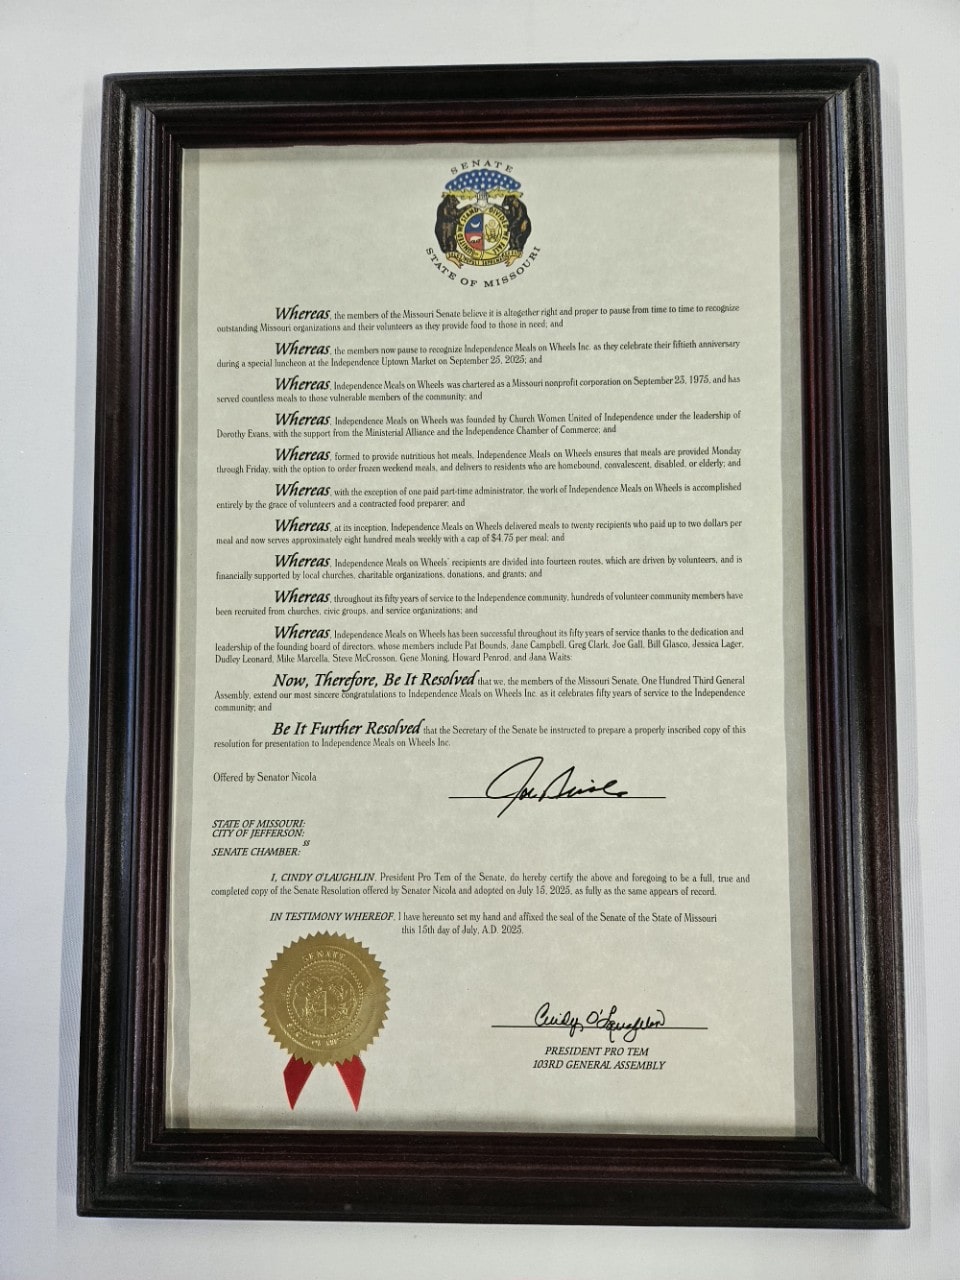 SENATE
STATE OF MISSOURI
Whereas, the members of the Missouri Senate believe it is altogether right and proper to pause from time to time to recognize
outstanding Missouri organizations and their volunteers as they provide food to those in need; and
Whereas, the members now pause to recognize Independence Meals on Wheels Inc. as they celebrate their fiftieth anniversary
during a special luncheon at the Independence Uptown Market on September 25, 2025; and
Whereas, Independence Meals on Wheels was chartered as a Missouri nonprofit corporation on September 23, 1975, and has
served countless meals to those vulnerable members of the community; and
Whereas, Independence Meals on Wheels was founded by Church Women United of Independence under the leadership of
Dorothy Evans, with the support from the Ministerial Alliance and the Independence Chamber of Commerce; and
Whereas, formed to provide nutritious hot meals, Independence Meals on Wheels ensures that meals are provided Monday
through Friday, with the option to order frozen weekend meals, and delivers to residents who are homebound, convalescent, disabled, or elderly; and
Whereas, with the exception of one paid part-time administrator, the work of Independence Meals on Wheels is accomplished
entirely by the grace of volunteers and a contracted food preparer; and
Whereas, at its inception, Independence Meals on Wheels delivered meals to twenty recipients who paid up to two dollars per
meal and now serves approximately eight hundred meals weekly with a cap of $4.75 per meal; and
Whereas, Independence Meals on Wheels' recipients are divided into fourteen routes, which are driven by volunteers, and is
financially supported by local churches, charitable organizations, donations, and grants; and
Whereas, throughout its fifty years of service to the Independence community, hundreds of volunteer community members have
been recruited from churches, civic groups, and service organizations; and
Whereas, Independence Meals on Wheels has been successful throughout its fifty years of service thanks to the dedication and
leadership of the founding board of directors, whose members include Pat Bounds, Jane Campbell, Greg Clark, Joe Gall, Bill Glasco, Jessica Lager,
Dudley Leonard, Mike Marcella, Steve McCrosson, Gene Moning, Howard Penrod, and Jana Waits:
Now, Therefore, Be It Resolved that we, the members of the Missouri Senate, One Hundred Third General
Assembly, extend our most sincere congratulations to Independence Meals on Wheels Inc. as it celebrates fifty years of service to the Independence
community; and
Be It Further Resolved that the Secretary of the Senate be instructed to prepare a properly inscribed copy of this
resolution for presentation to Independence Meals on Wheels Inc.
Offered by Senator Nicola
Joe Nicola
STATE OF MISSOURI:
CITY OF JEFFERSON:
ss
SENATE CHAMBER:
I, CINDY O'LAUGHLIN, President Pro Tem of the Senate, do hereby certify the above and foregoing to be a full, true and
completed copy of the Senate Resolution offered by Senator Nicola and adopted on July 15, 2025, as fully as the same appears of record.
IN TESTIMONY WHEREOF, I have hereunto set my hand and affixed the seal of the Senate of the State of Missouri
this 15th day of July, A.D. 2025.
SENATE
Cindy O'Laughlin
PRESIDENT PRO TEM
103RD GENERAL ASSEMBLY